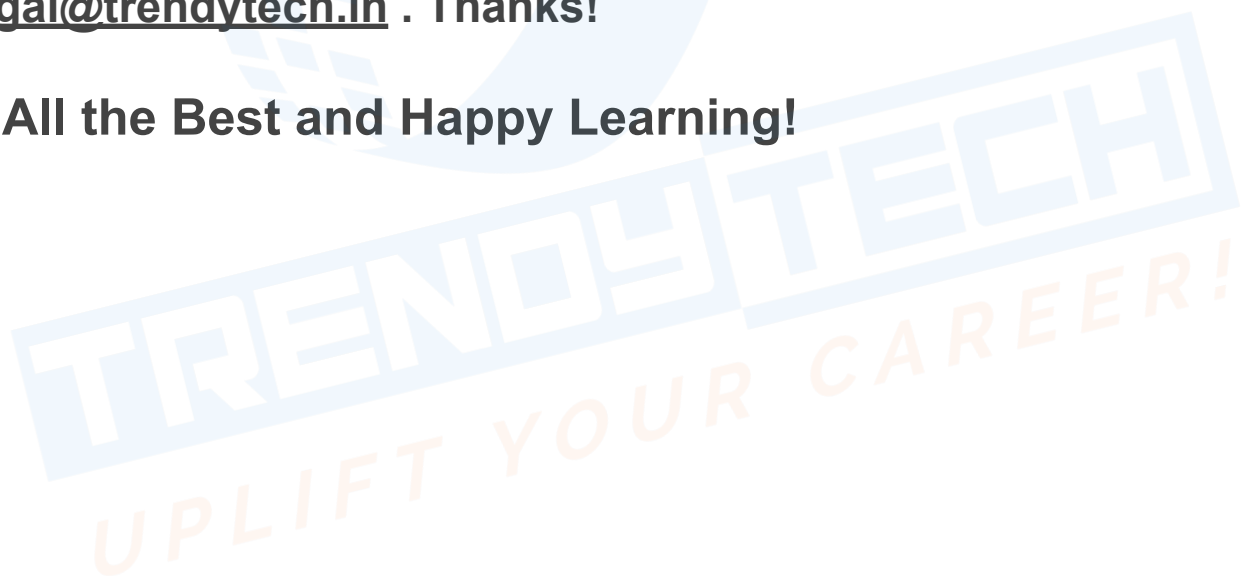 gal@trendytech.in . Thanks!
All the Best and Happy Learning!
TRENDYTECH
UPLIFT YOUR CAREER!